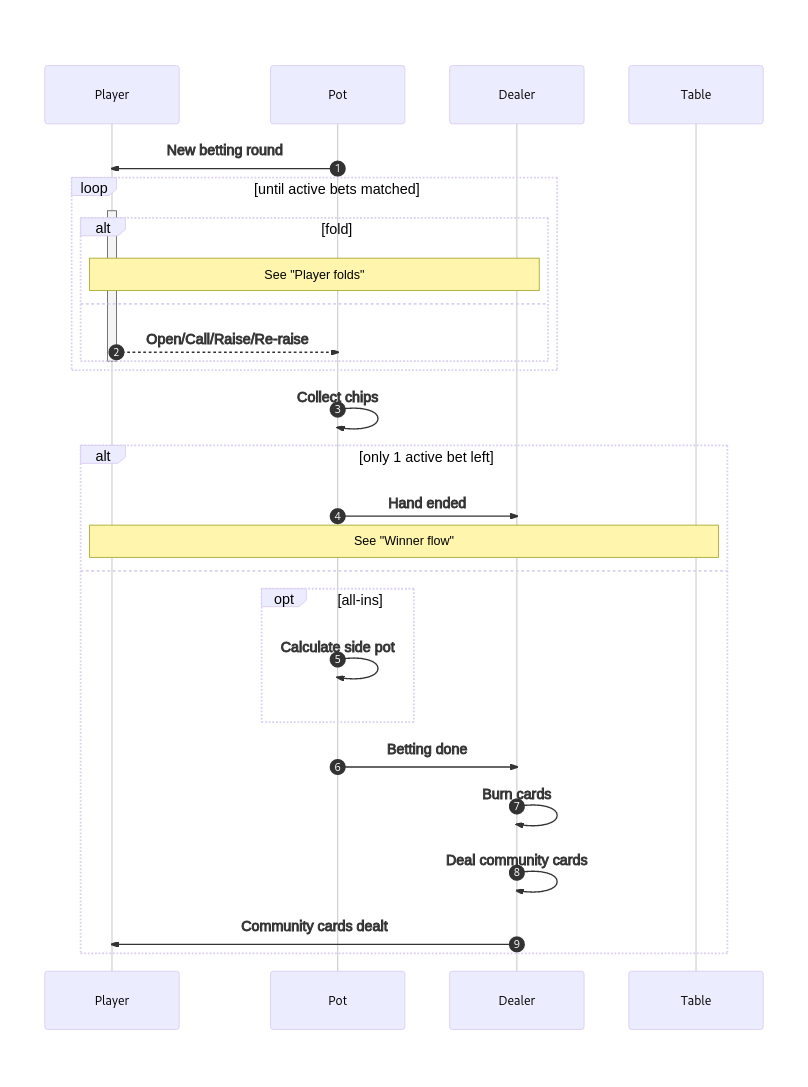 Player
Pot
Dealer
Table
New betting round
1
loop
[until active bets matched]
alt
[fold]
See "Player folds"
Open/Call/Raise/Re-raise
2
Collect chips
3
alt
[only 1 active bet left]
Hand ended
4
See "Winner flow"
opt
[all-ins]
Calculate side pot
5
Betting done
6
Burn cards
7
Deal community cards
8
Community cards dealt
9
Player
Pot
Dealer
Table